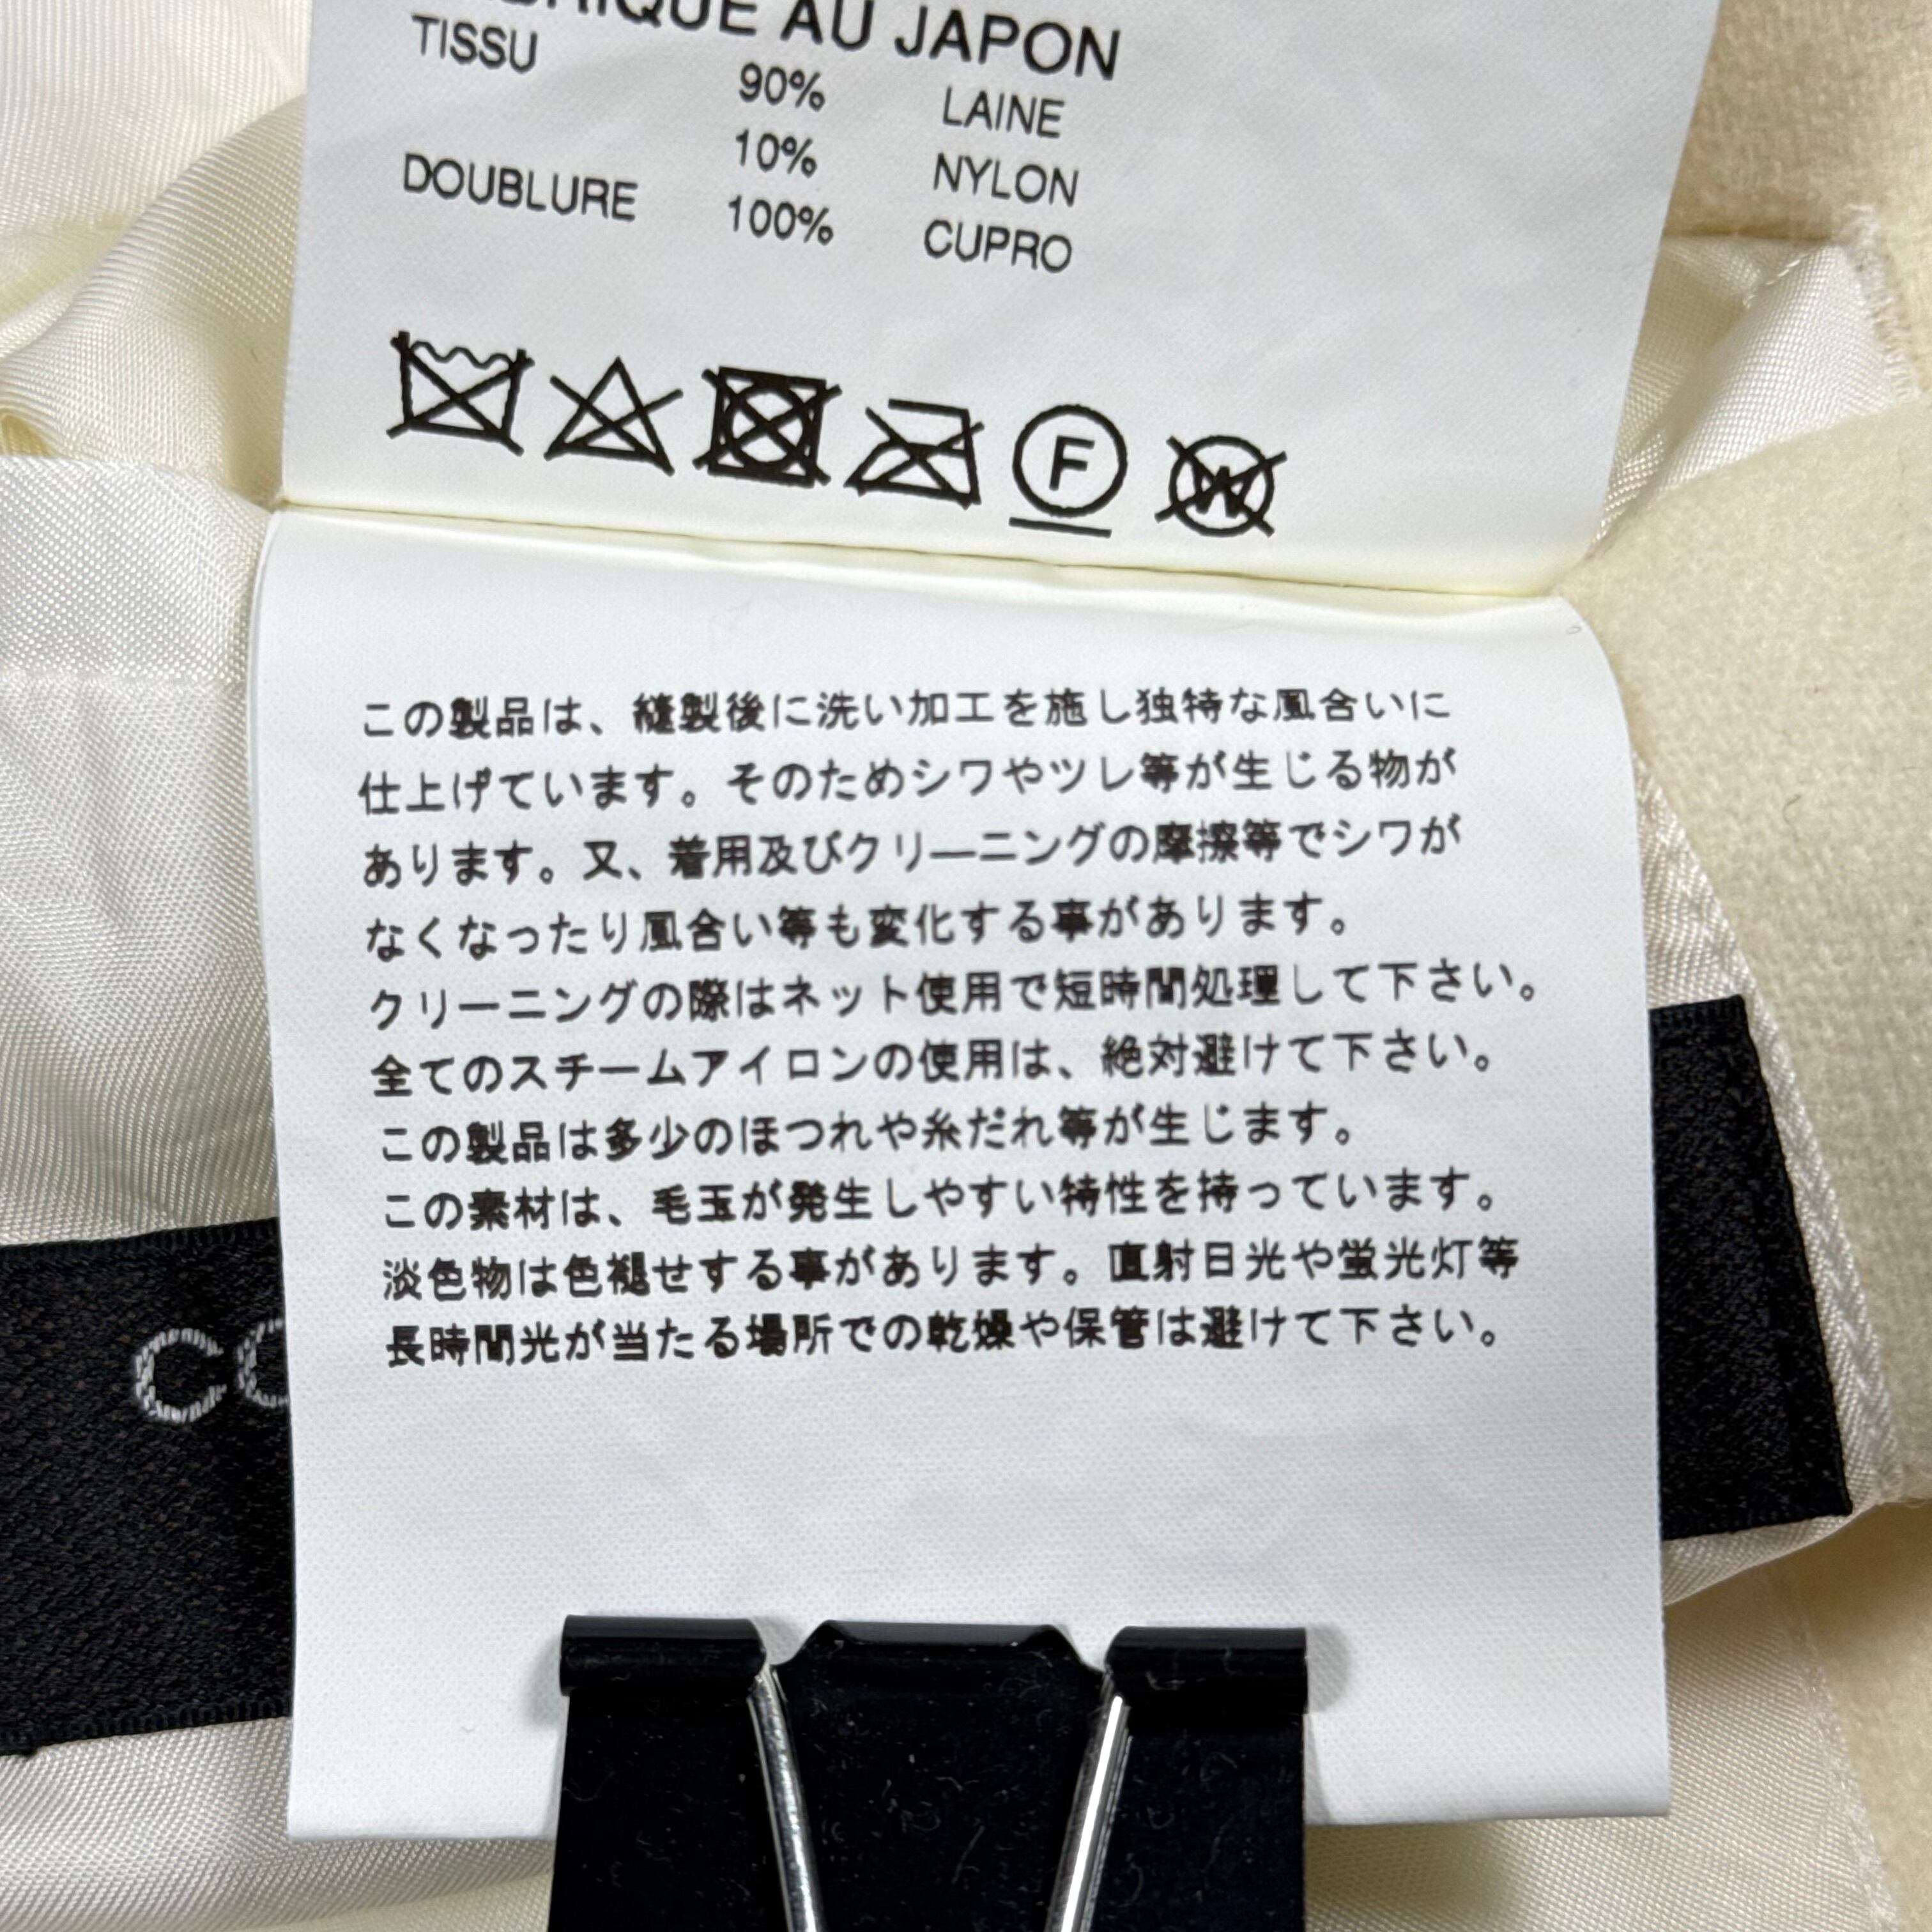 FABRIQUE AU JAPON
TISSU 90% LAINE
10% NYLON
DOUBLURE 100% CUPRO
F W
この製品は、縫製後に洗い加工を施し独特な風合いに
仕上げています。そのためシワやツレ等が生じる物が
あります。又、着用及びクリーニングの摩擦等でシワが
なくなったり風合い等も変化する事があります。
クリーニングの際はネット使用で短時間処理して下さい。
全てのスチームアイロンの使用は、絶対避けて下さい。
この製品は多少のほつれや糸だれ等が生じます。
この素材は、毛玉が発生しやすい特性を持っています。
淡色物は色褪せする事があります。直射日光や蛍光灯等
長時間光が当たる場所での乾燥や保管は避けて下さい。